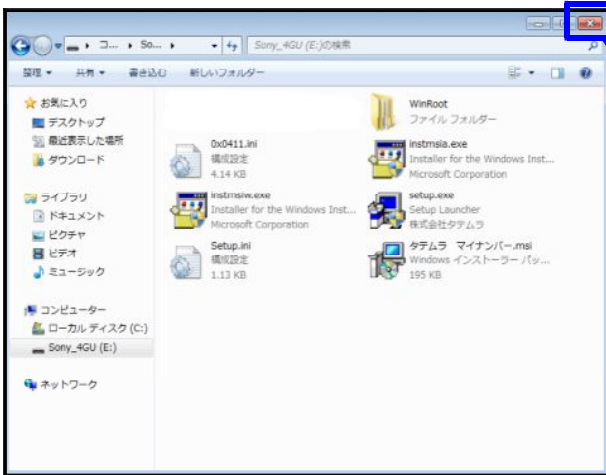 コ... So...
Sony_4GU (E:)の検索
整理 共有 書き込む 新しいフォルダー
お気に入り
デスクトップ
最近表示した場所
ダウンロード
ライブラリ
ドキュメント
ピクチャ
ビデオ
ミュージック
コンピューター
ローカル ディスク (C:)
Sony_4GU (E:)
ネットワーク
WinRoot
ファイル フォルダー
0x0411.ini
構成設定
4.14 KB
instmsia.exe
Installer for the Windows Inst...
Microsoft Corporation
instmsiw.exe
Installer for the Windows Inst...
Microsoft Corporation
setup.exe
Setup Launcher
株式会社タテムラ
Setup.ini
構成設定
1.13 KB
タテムラ マイナンバー.msi
Windows インストーラー パッ...
195 KB